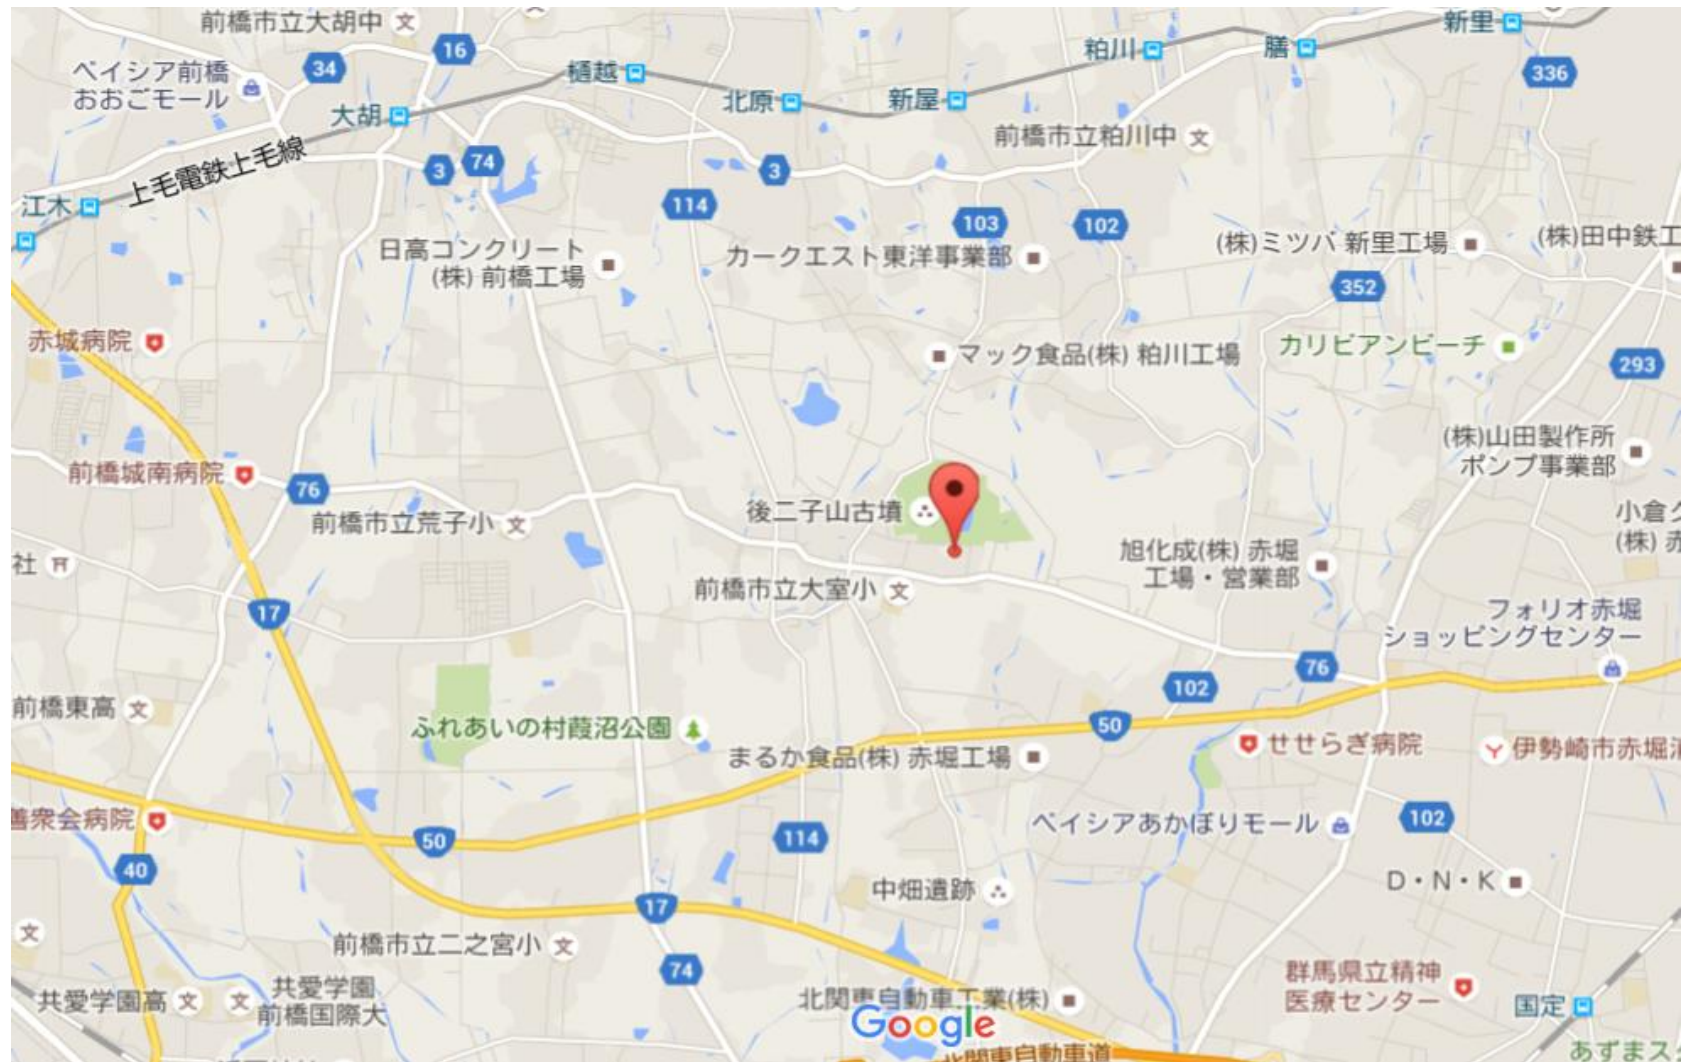 前橋市立大胡中
新里
16
粕川
膳
34
ベイシア前橋
おおごモール
樋越
336
北原
新屋
大胡
前橋市立粕川中
上毛電鉄上毛線
3
74
3
江木
114
103
102
日高コンクリート
(株) 前橋工場
カークエスト東洋事業部
(株)ミツバ 新里工場
(株)田中鉄工
352
赤城病院
マック食品(株) 粕川工場
カリビアンビーチ
293
(株)山田製作所
ポンプ事業部
前橋城南病院
76
後二子山古墳
前橋市立荒子小
小倉ク
(株) 赤
社
旭化成(株) 赤堀
工場・営業部
前橋市立大室小
17
フォリオ赤堀
ショッピングセンター
76
102
前橋東高
ふれあいの村葭沼公園
50
まるか食品(株) 赤堀工場
せせらぎ病院
伊勢崎市赤堀
善衆会病院
50
114
ベイシアあかぼりモール
102
40
D・N・K
中畑遺跡
17
前橋市立二之宮小
74
群馬県立精神
医療センター
共愛学園高
共愛学園
前橋国際大
北関東自動車工業(株)
国定
Google
北関東自動車道
あずまス